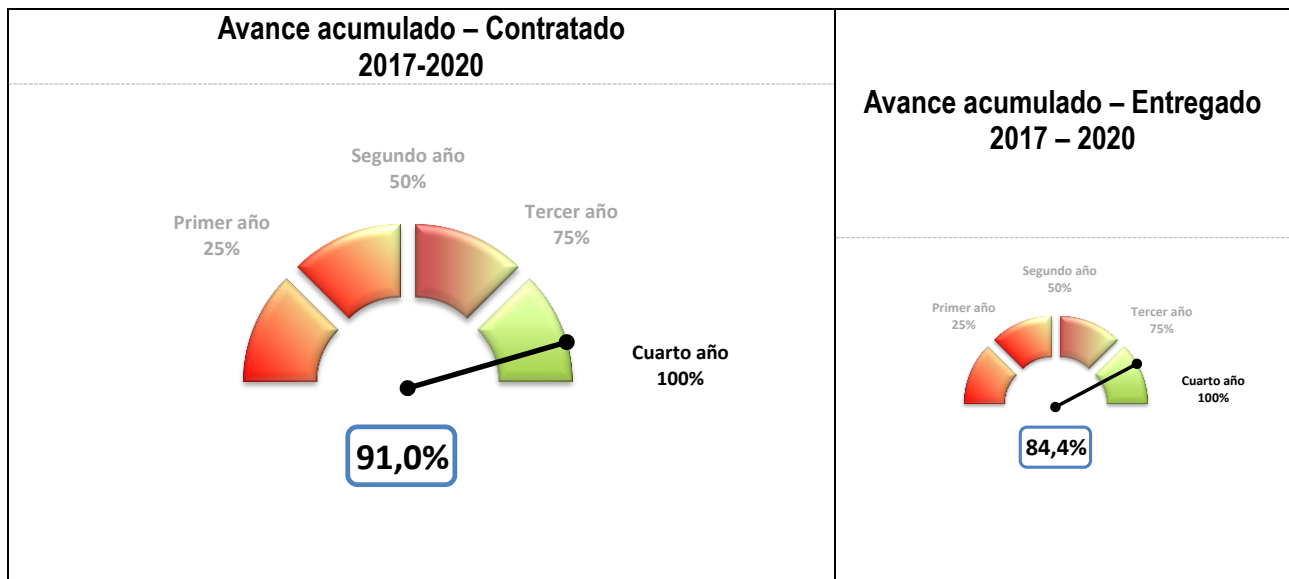 Avance acumulado – Contratado
2017-2020
Segundo año
50%
Primer año
25%
Tercer año
75%
Cuarto año
100%
91,0%
Avance acumulado – Entregado
2017 – 2020
Segundo año
50%
Primer año
25%
Tercer año
75%
Cuarto año
100%
84,4%